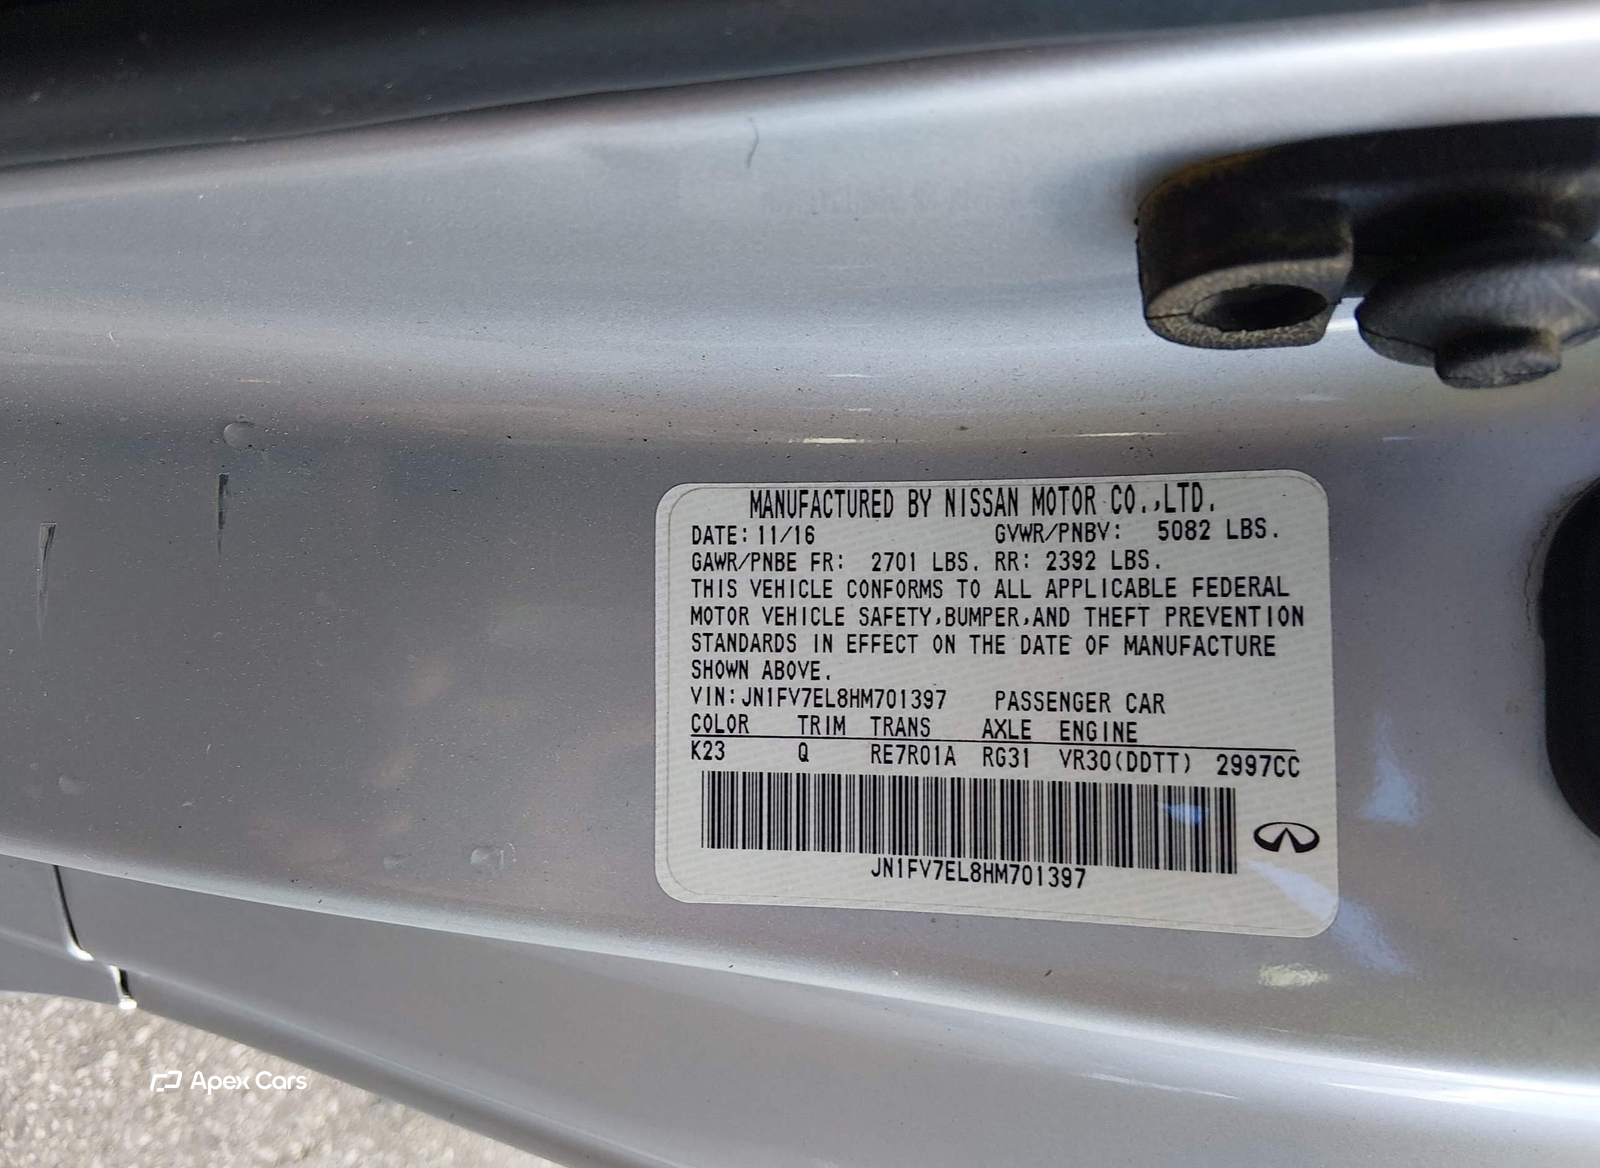 MANUFACTURED BY NISSAN MOTOR CO.,LTD.
DATE: 11/16 GVWR/PNBV: 5082 LBS.
GAWR/PNBE FR: 2701 LBS. RR: 2392 LBS.
THIS VEHICLE CONFORMS TO ALL APPLICABLE FEDERAL
MOTOR VEHICLE SAFETY,BUMPER,AND THEFT PREVENTION
STANDARDS IN EFFECT ON THE DATE OF MANUFACTURE
SHOWN ABOVE.
VIN: JN1FV7EL8HM701397 PASSENGER CAR
COLOR TRIM TRANS AXLE ENGINE
K23 Q RE7R01A RG31 VR30(DDTT) 2997CC
JN1FV7EL8HM701397
Apex Cars